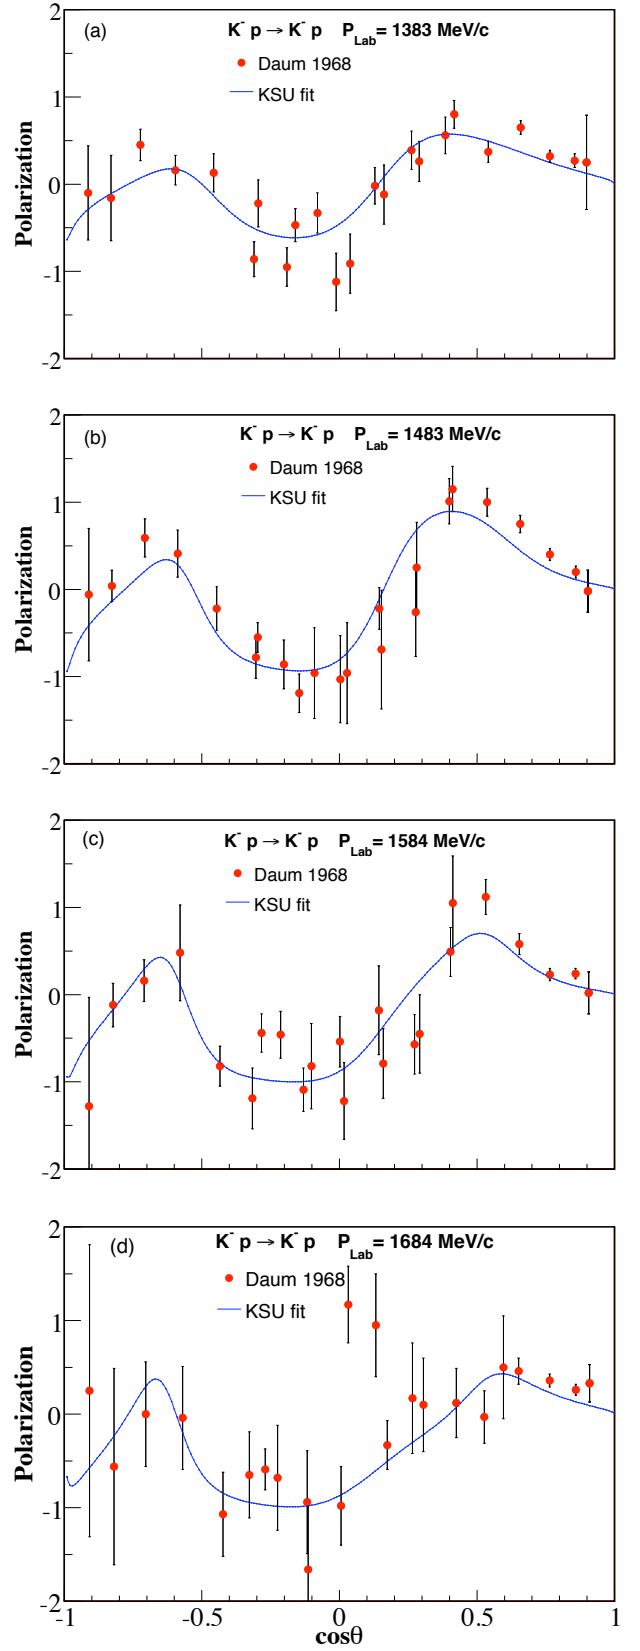 (a)
K⁻ p → K⁻ p P_Lab = 1383 MeV/c
Daum 1968
KSU fit
Polarization
2
1
0
-1
-2
(b)
K⁻ p → K⁻ p P_Lab = 1483 MeV/c
Daum 1968
KSU fit
Polarization
2
1
0
-1
-2
(c)
K⁻ p → K⁻ p P_Lab = 1584 MeV/c
Daum 1968
KSU fit
Polarization
2
1
0
-1
-2
(d)
K⁻ p → K⁻ p P_Lab = 1684 MeV/c
Daum 1968
KSU fit
Polarization
2
1
0
-1
-2
-1 -0.5 0 0.5 1
cosθ